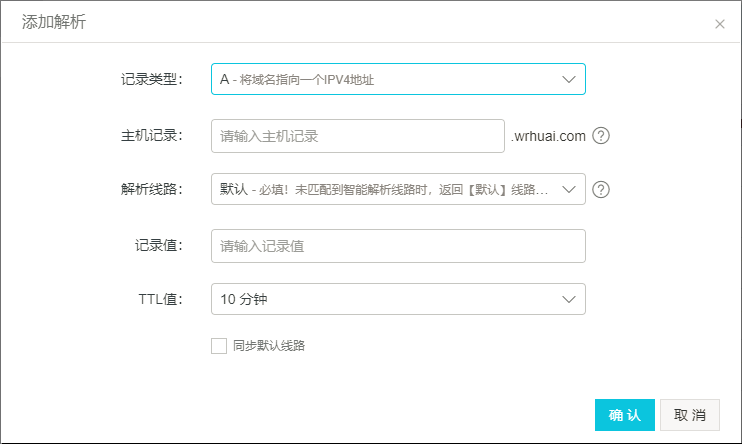 添加解析
记录类型： A - 将域名指向一个IPV4地址
主机记录： 请输入主机记录 .wrhuai.com ?
解析线路： 默认 - 必填！未匹配到智能解析线路时，返回【默认】线路... ?
记录值： 请输入记录值
TTL值： 10 分钟
同步默认线路
确 认 取 消